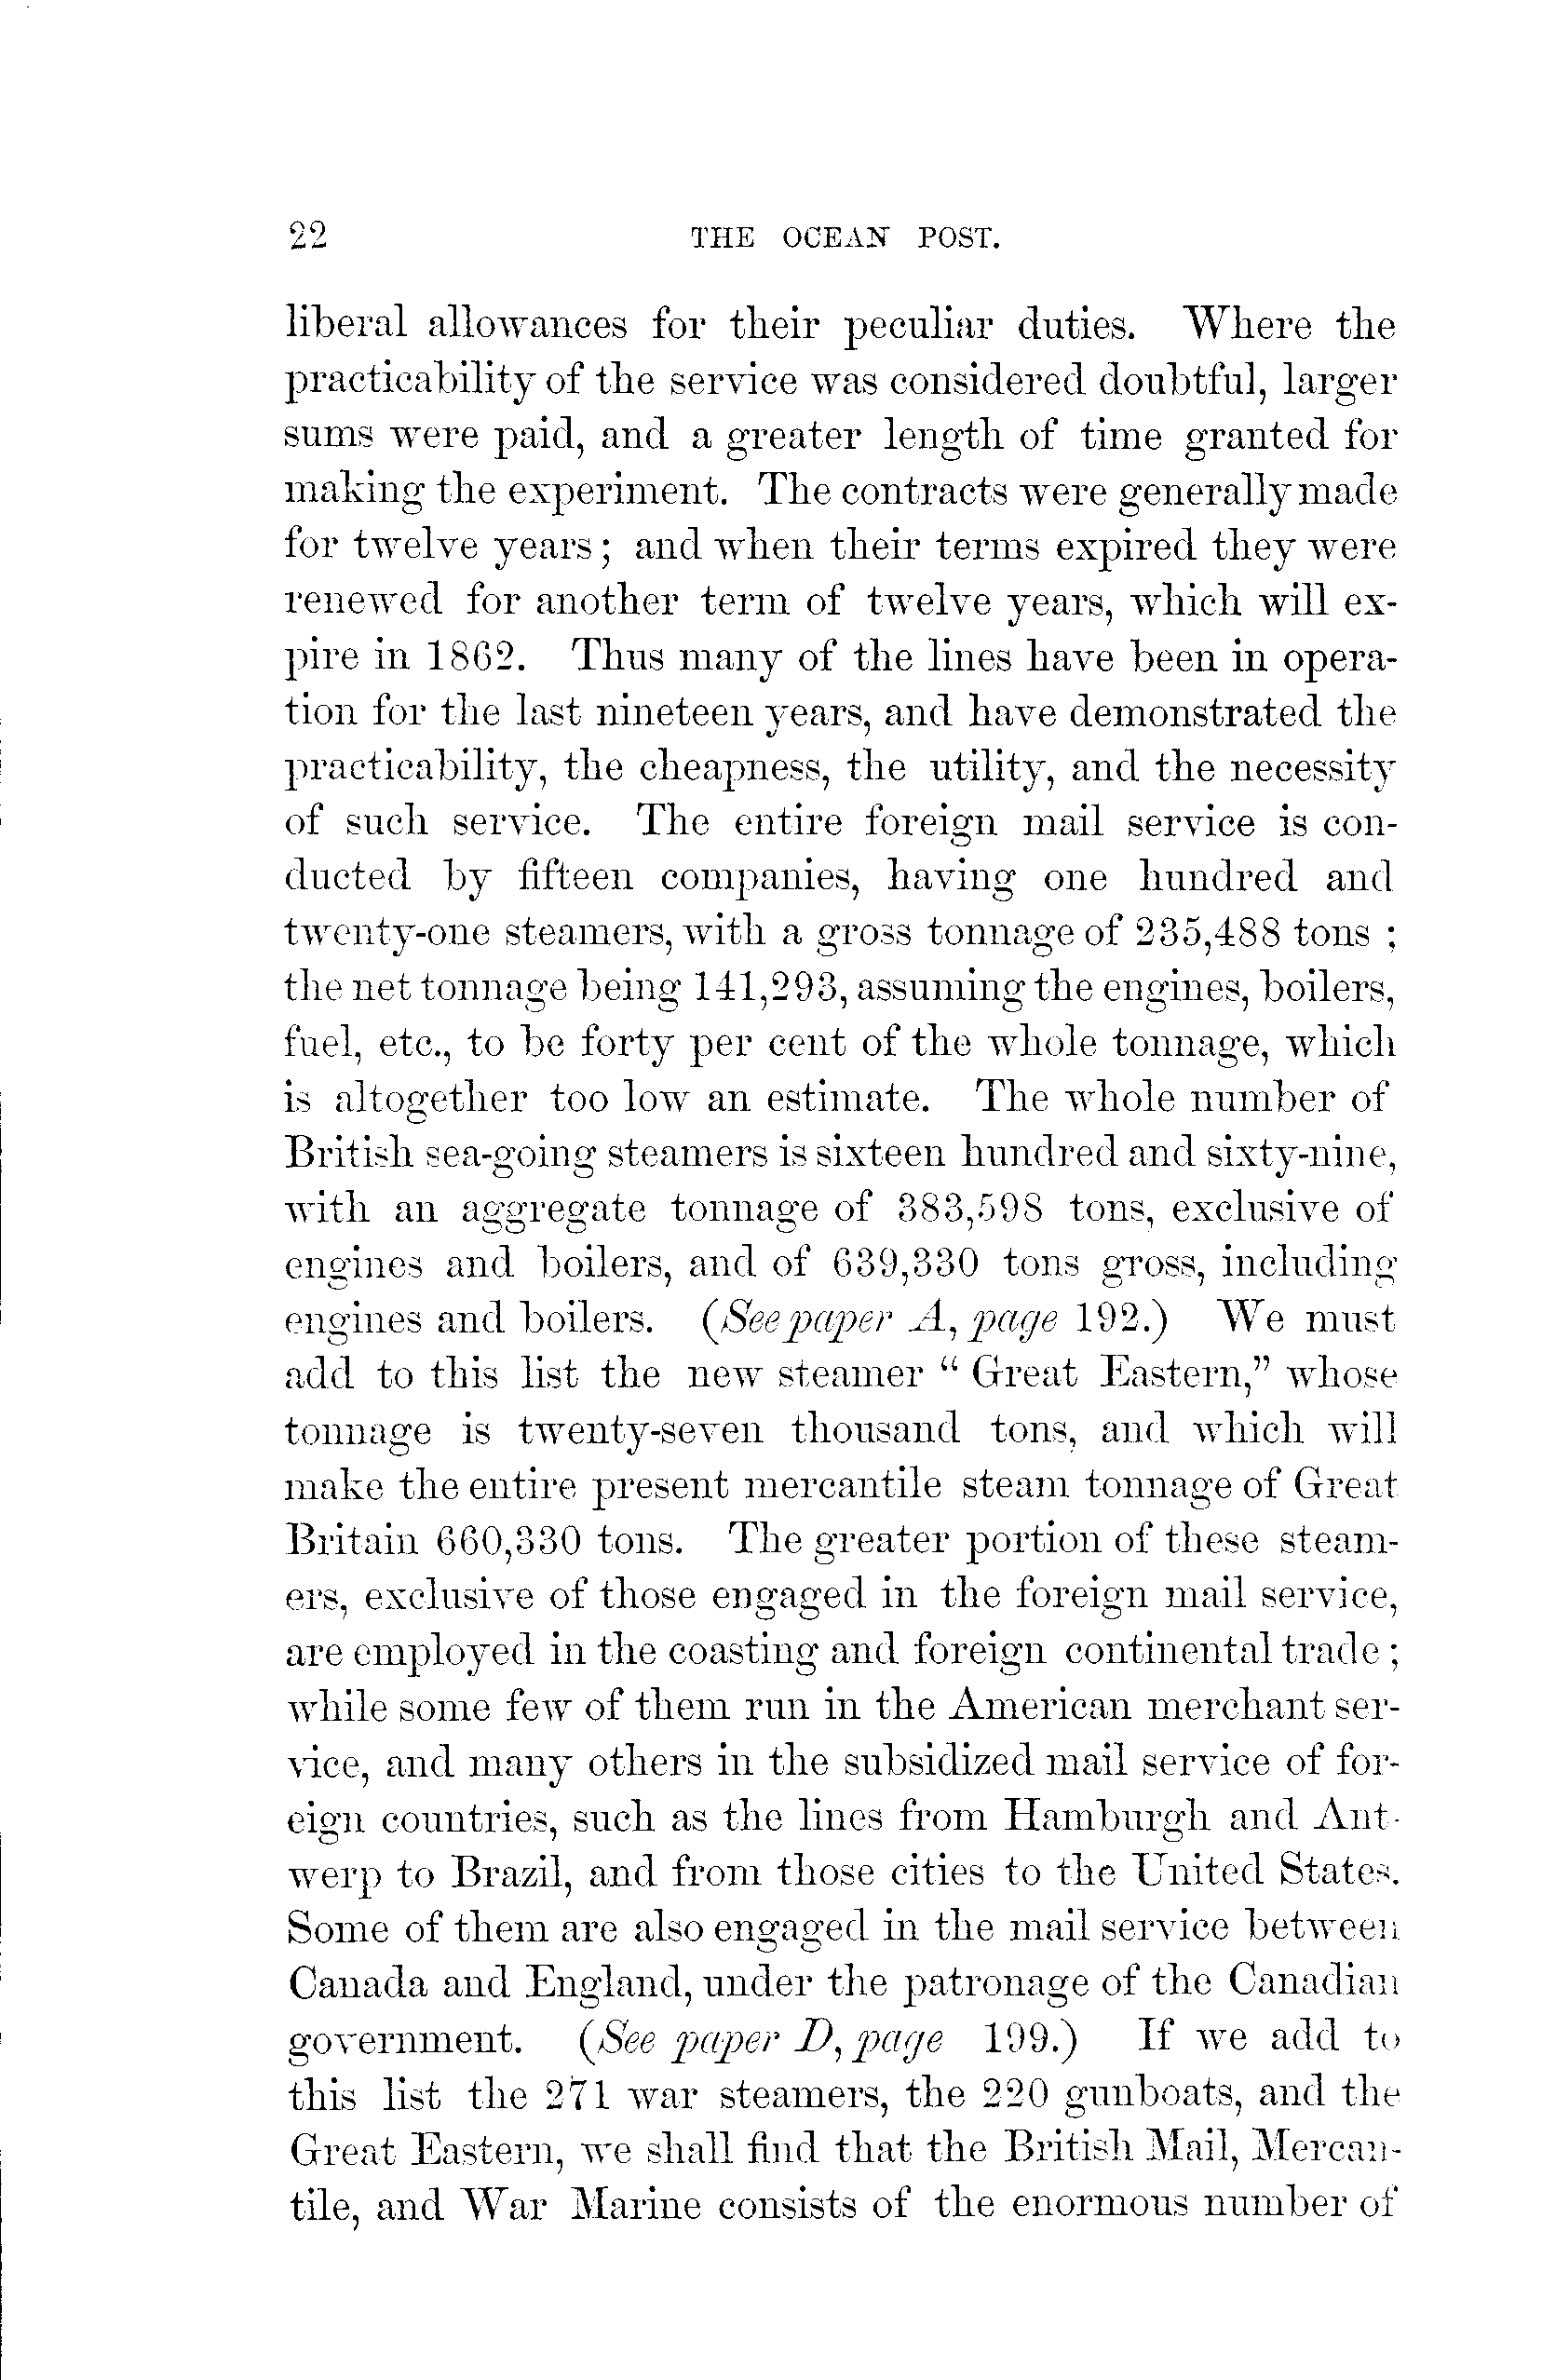 22 THE OCEAN POST.
liberal allowances for their peculiar duties. Where the
practicability of the service was considered doubtful, larger
sums were paid, and a greater length of time granted for
making the experiment. The contracts were generally made
for twelve years; and when their terms expired they were
renewed for another term of twelve years, which will ex-
pire in 1862. Thus many of the lines have been in opera-
tion for the last nineteen years, and have demonstrated the
practicability, the cheapness, the utility, and the necessity
of such service. The entire foreign mail service is con-
ducted by fifteen companies, having one hundred and
twenty-one steamers, with a gross tonnage of 235,488 tons ;
the net tonnage being 141,293, assuming the engines, boilers,
fuel, etc., to be forty per cent of the whole tonnage, which
is altogether too low an estimate. The whole number of
British sea-going steamers is sixteen hundred and sixty-nine,
with an aggregate tonnage of 383,598 tons, exclusive of
engines and boilers, and of 639,330 tons gross, including
engines and boilers. (See paper A, page 192.) We must
add to this list the new steamer " Great Eastern," whose
tonnage is twenty-seven thousand tons, and which will
make the entire present mercantile steam tonnage of Great
Britain 660,330 tons. The greater portion of these steam-
ers, exclusive of those engaged in the foreign mail service,
are employed in the coasting and foreign continental trade ;
while some few of them run in the American merchant ser-
vice, and many others in the subsidized mail service of for-
eign countries, such as the lines from Hamburgh and Ant-
werp to Brazil, and from those cities to the United States.
Some of them are also engaged in the mail service between
Canada and England, under the patronage of the Canadian
government. (See paper D, page 199.) If we add to
this list the 271 war steamers, the 220 gunboats, and the
Great Eastern, we shall find that the British Mail, Mercan-
tile, and War Marine consists of the enormous number of